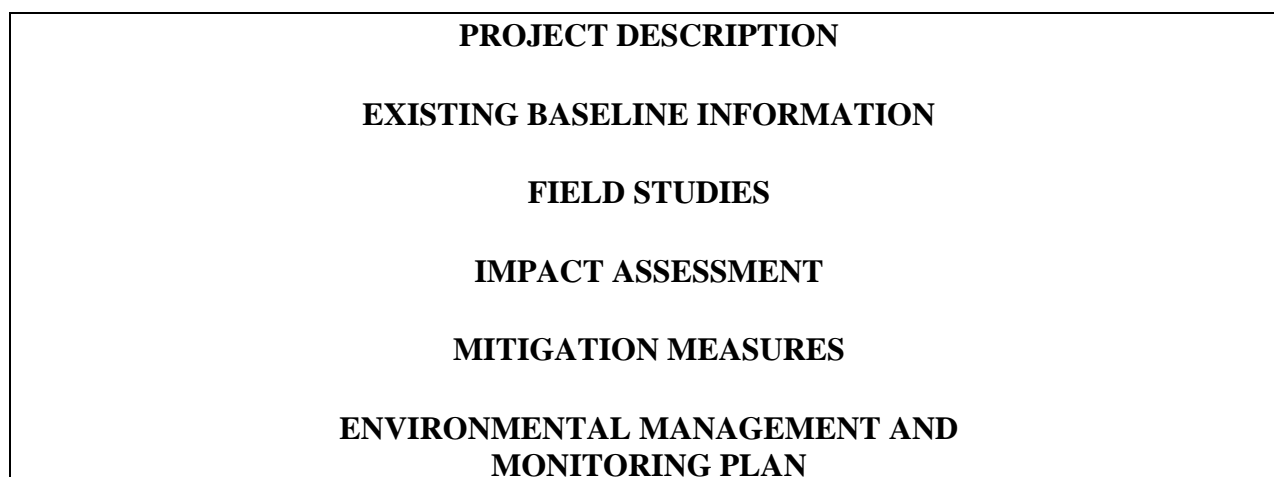 PROJECT DESCRIPTION
EXISTING BASELINE INFORMATION
FIELD STUDIES
IMPACT ASSESSMENT
MITIGATION MEASURES
ENVIRONMENTAL MANAGEMENT AND
MONITORING PLAN